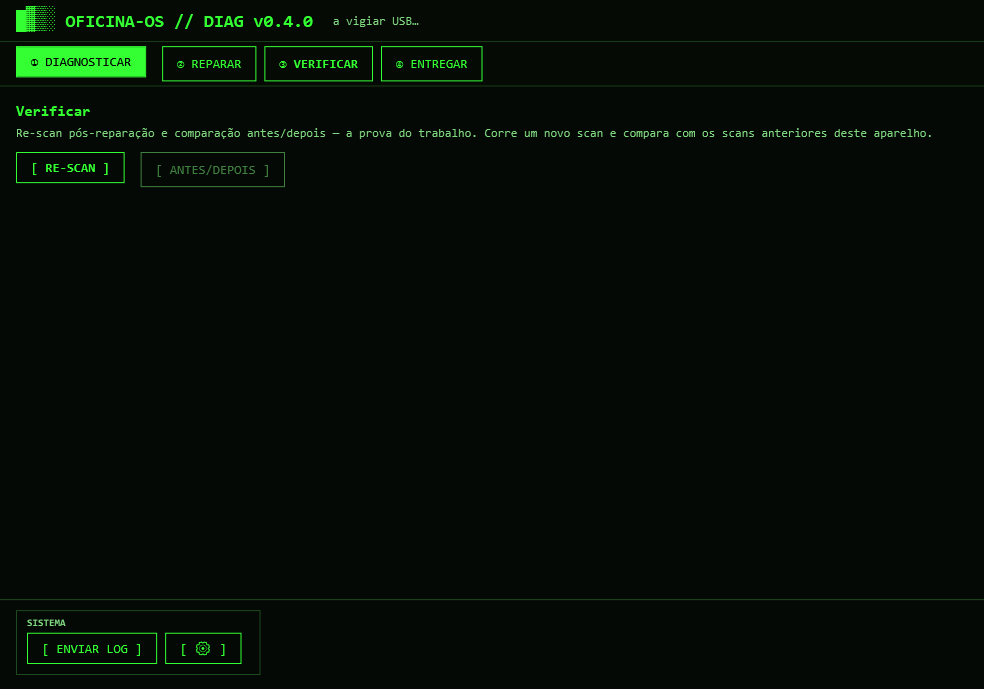 OFICINA-OS // DIAG v0.4.0 a vigiar USB…
① DIAGNOSTICAR ② REPARAR ③ VERIFICAR ④ ENTREGAR
Verificar
Re-scan pós-reparação e comparação antes/depois — a prova do trabalho. Corre um novo scan e compara com os scans anteriores deste aparelho.
[ RE-SCAN ] [ ANTES/DEPOIS ]
SISTEMA
[ ENVIAR LOG ] [ ⚙ ]